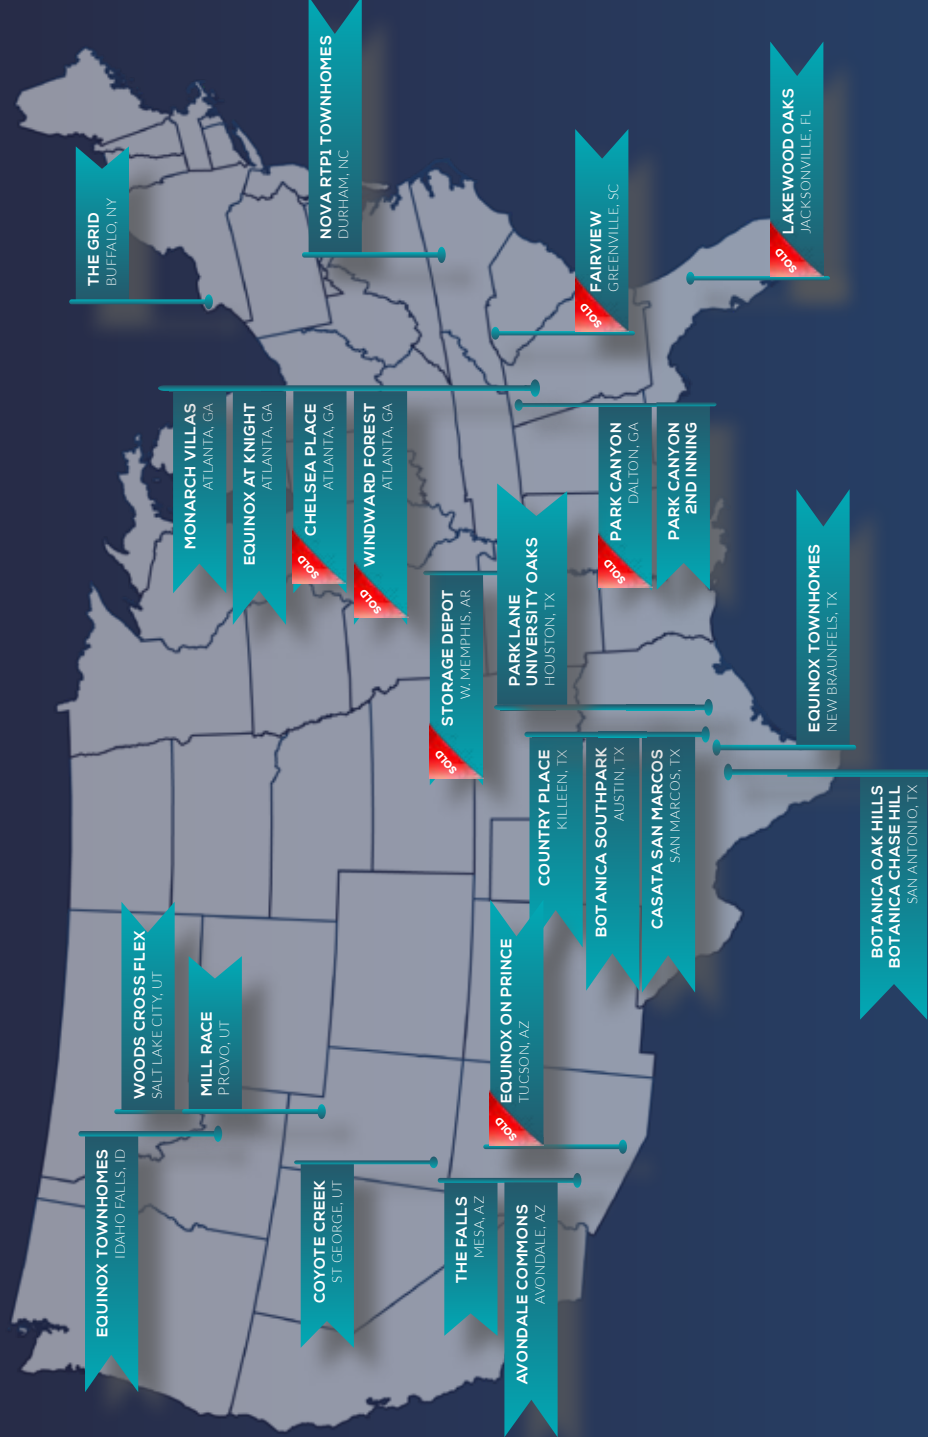 EQUINOX TOWNHOMES
IDAHO FALLS, ID
WOODS CROSS FLEX
SALT LAKE CITY, UT
MILL RACE
PROVO, UT
COYOTE CREEK
ST GEORGE, UT
THE FALLS
MESA, AZ
AVONDALE COMMONS
AVONDALE, AZ
SOLD
EQUINOX ON PRINCE
TUCSON, AZ
COUNTRY PLACE
KILLEEN, TX
BOTANICA SOUTHPARK
AUSTIN, TX
CASATA SAN MARCOS
SAN MARCOS, TX
BOTANICA OAK HILLS
BOTANICA CHASE HILL
SAN ANTONIO, TX
EQUINOX TOWNHOMES
NEW BRAUNFELS, TX
SOLD
STORAGE DEPOT
W. MEMPHIS, AR
PARK LANE
UNIVERSITY OAKS
HOUSTON, TX
MONARCH VILLAS
ATLANTA, GA
EQUINOX AT KNIGHT
ATLANTA, GA
SOLD
CHELSEA PLACE
ATLANTA, GA
SOLD
WINDWARD FOREST
ATLANTA, GA
SOLD
PARK CANYON
DALTON, GA
PARK CANYON
2ND INNING
THE GRID
BUFFALO, NY
NOVA RTP1 TOWNHOMES
DURHAM, NC
SOLD
FAIRVIEW
GREENVILLE, SC
SOLD
LAKEWOOD OAKS
JACKSONVILLE, FL